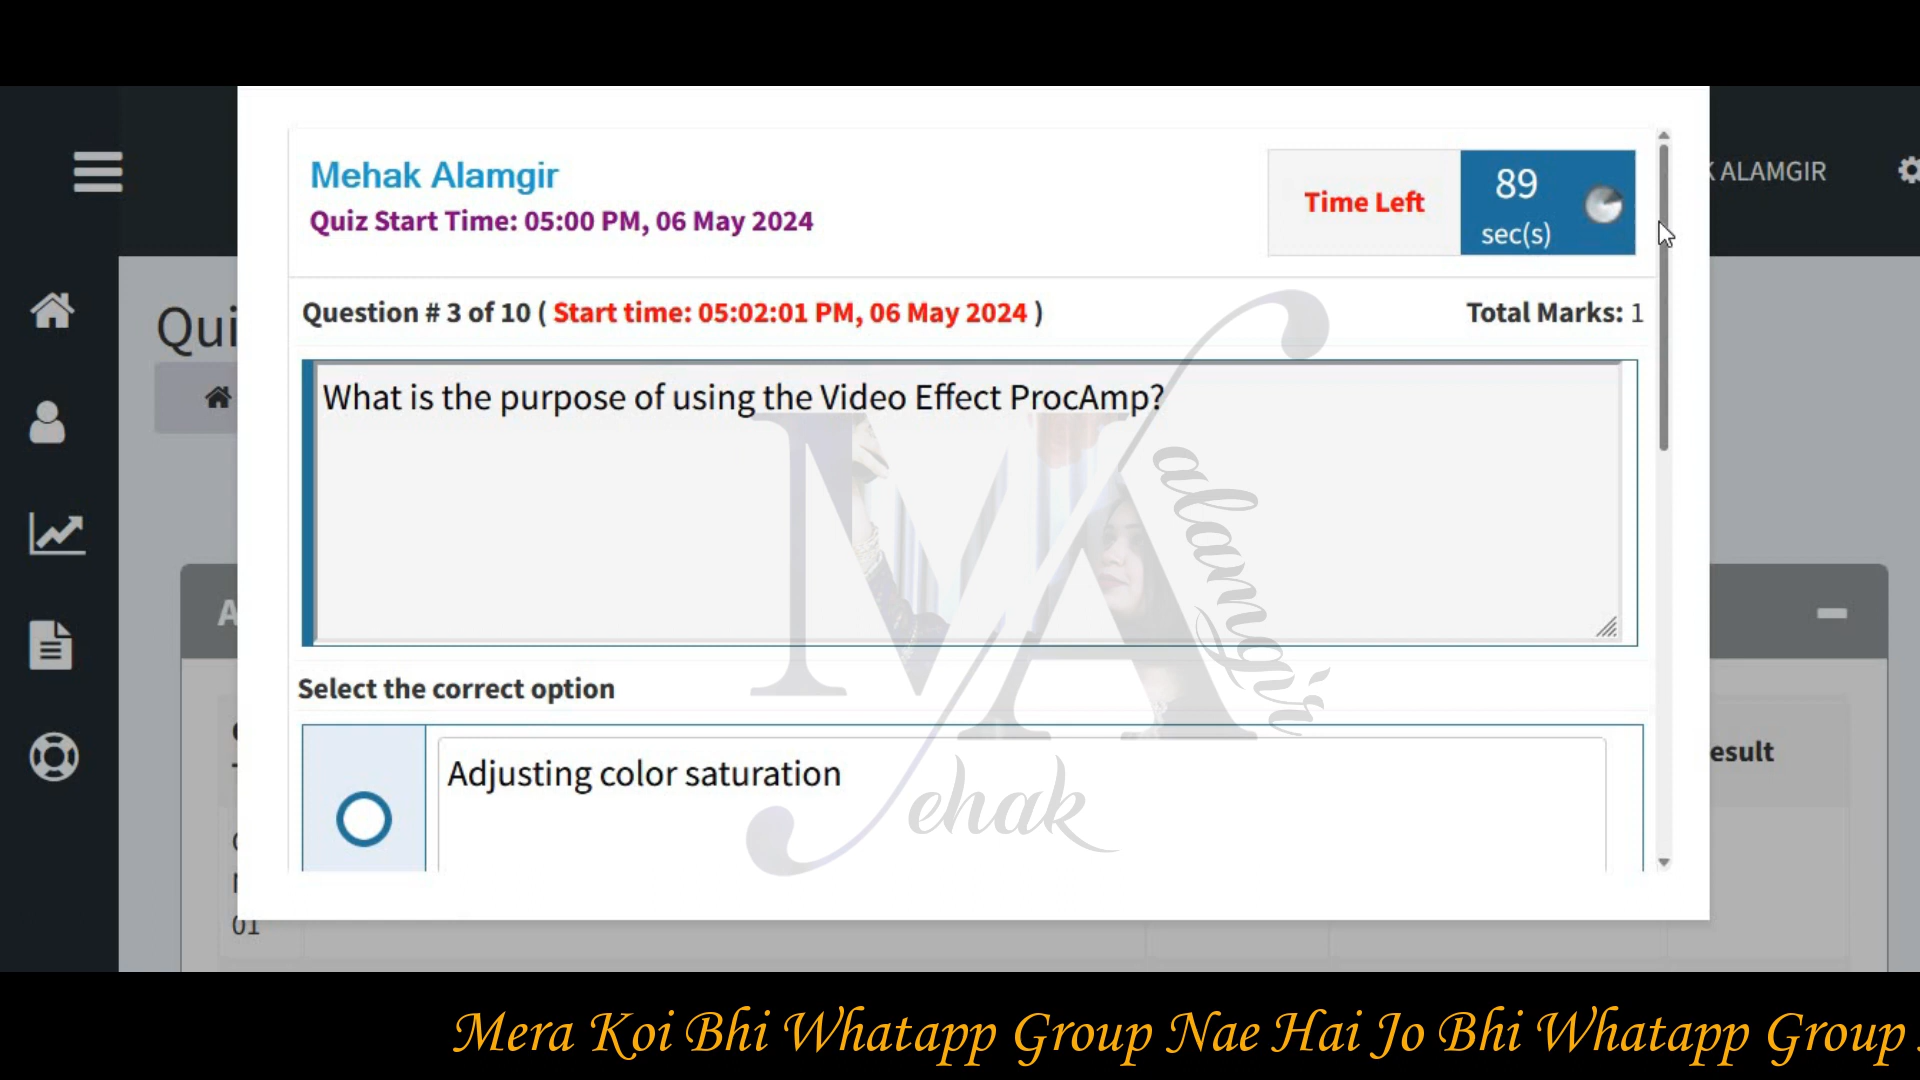 Mehak Alamgir
Quiz Start Time: 05:00 PM, 06 May 2024
Time Left
89
sec(s)
ALAMGIR
Question # 3 of 10 ( Start time: 05:02:01 PM, 06 May 2024 )
Total Marks: 1
Qui
What is the purpose of using the Video Effect ProcAmp?
alamgir
Select the correct option
Adjusting color saturation
ehak
esult
01
Mera Koi Bhi Whatapp Group Nae Hai Jo Bhi Whatapp Group